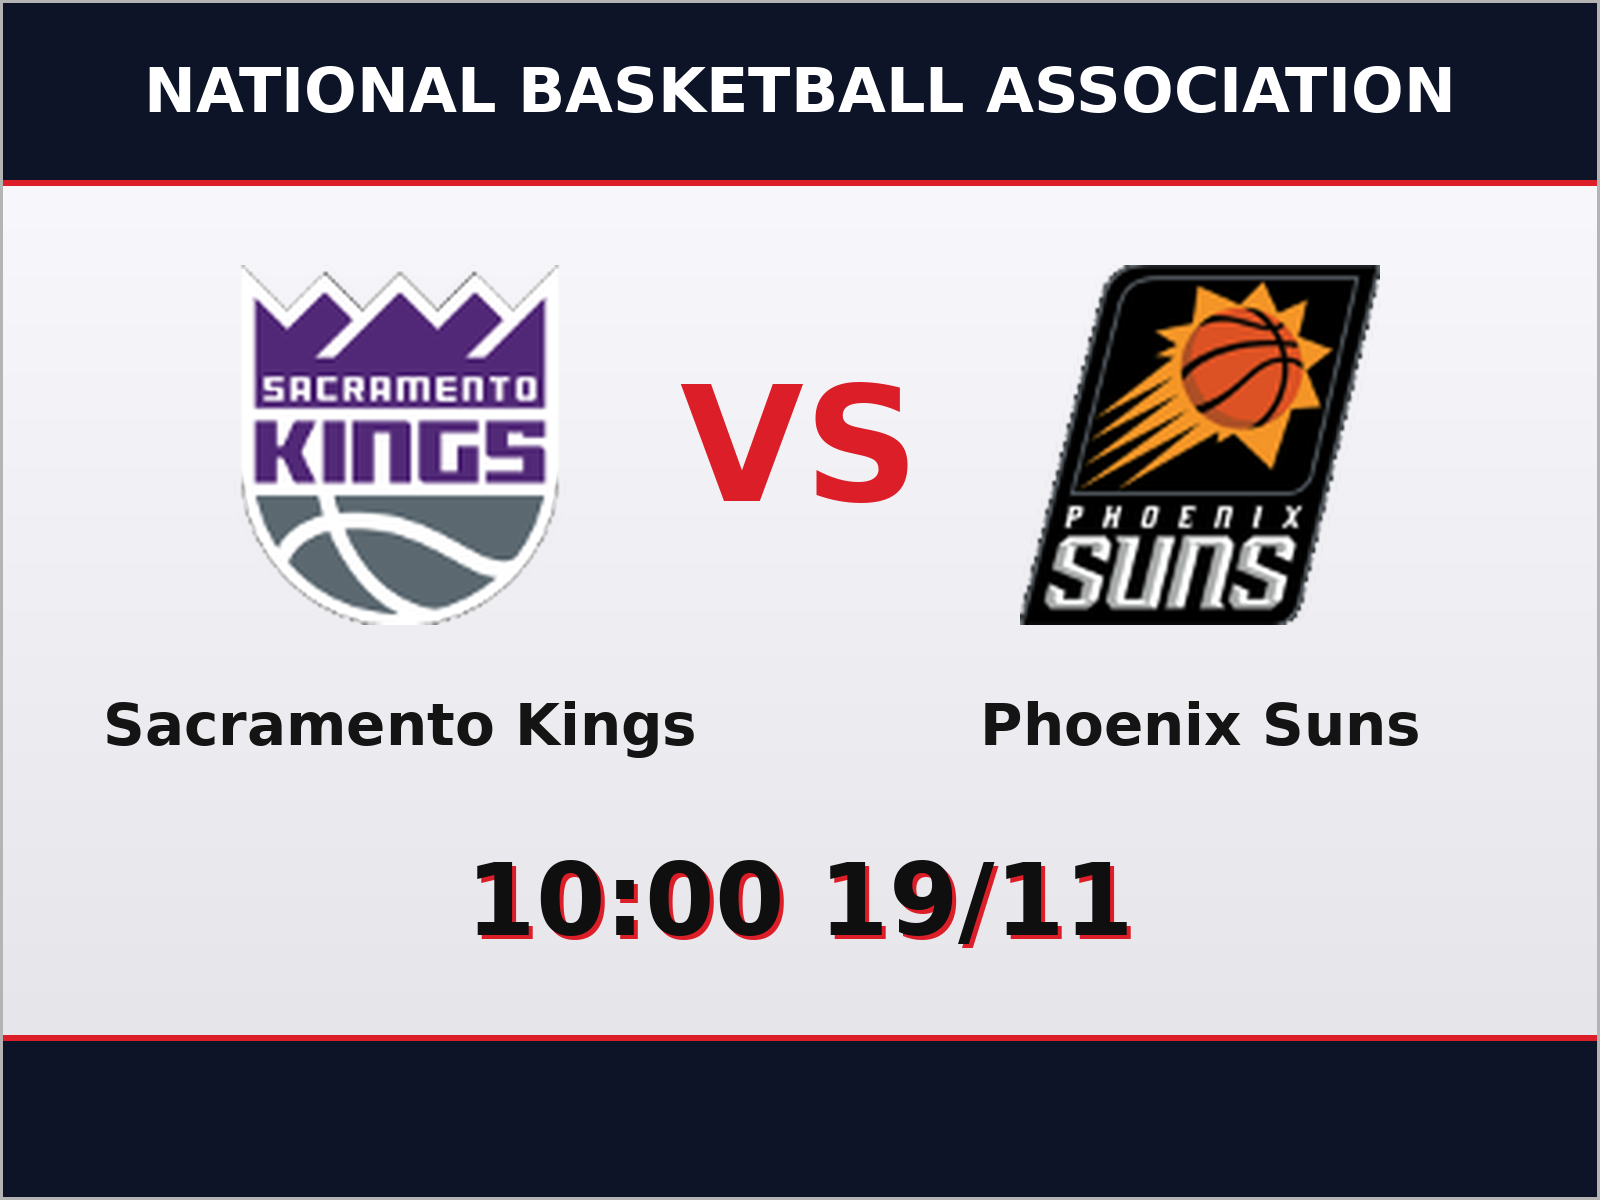 NATIONAL BASKETBALL ASSOCIATION
SACRAMENTO
KINGS
VS
PHOENIX
SUNS
Sacramento Kings
Phoenix Suns
10:00 19/11